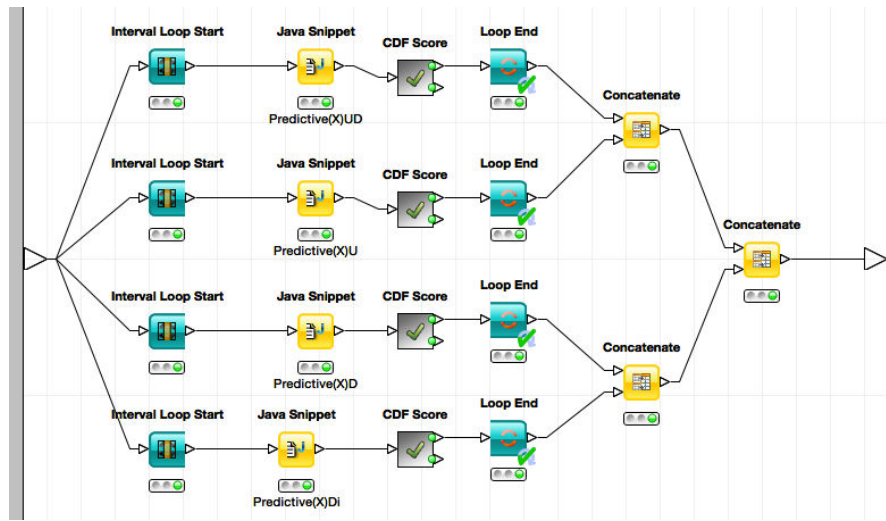 Interval Loop Start
Java Snippet
CDF Score
Loop End
Predictive(X)UD
Concatenate
Interval Loop Start
Java Snippet
CDF Score
Loop End
Predictive(X)U
Concatenate
Interval Loop Start
Java Snippet
CDF Score
Loop End
Predictive(X)D
Concatenate
Interval Loop Start
Java Snippet
CDF Score
Loop End
Predictive(X)Di